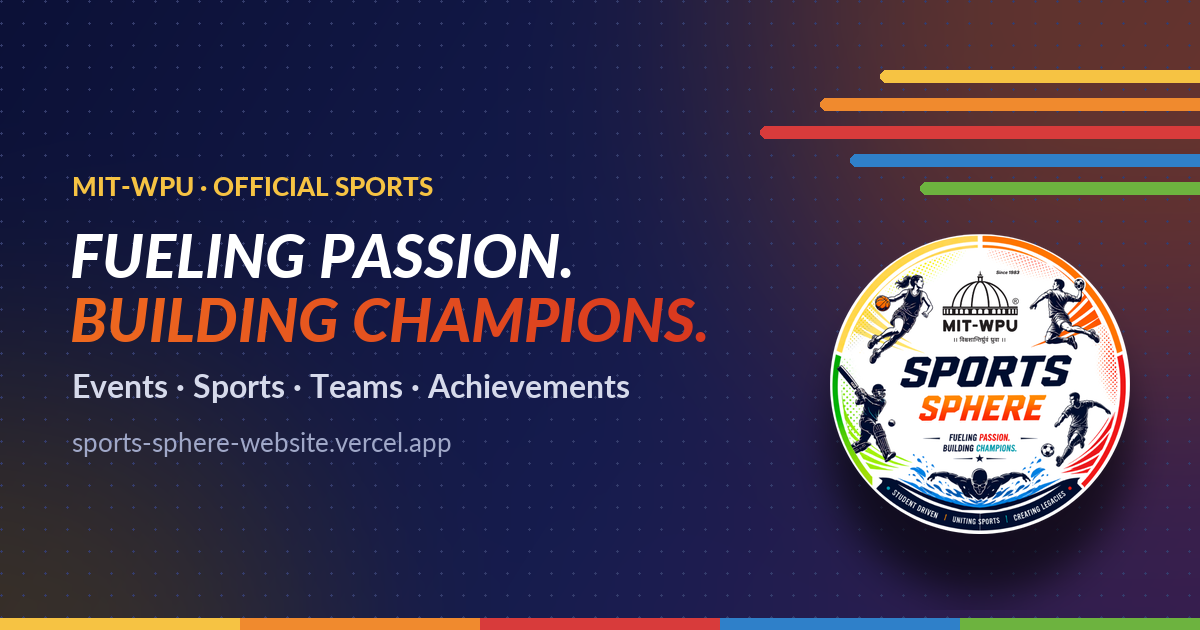 MIT-WPU · OFFICIAL SPORTS
FUELING PASSION.
BUILDING CHAMPIONS.
Events · Sports · Teams · Achievements
sports-sphere-website.vercel.app
Since 1983
®
MIT-WPU
SPORTS
SPHERE
FUELING PASSION.
BUILDING CHAMPIONS.
STUDENT DRIVEN | UNITING SPORTS | CREATING LEGACIES